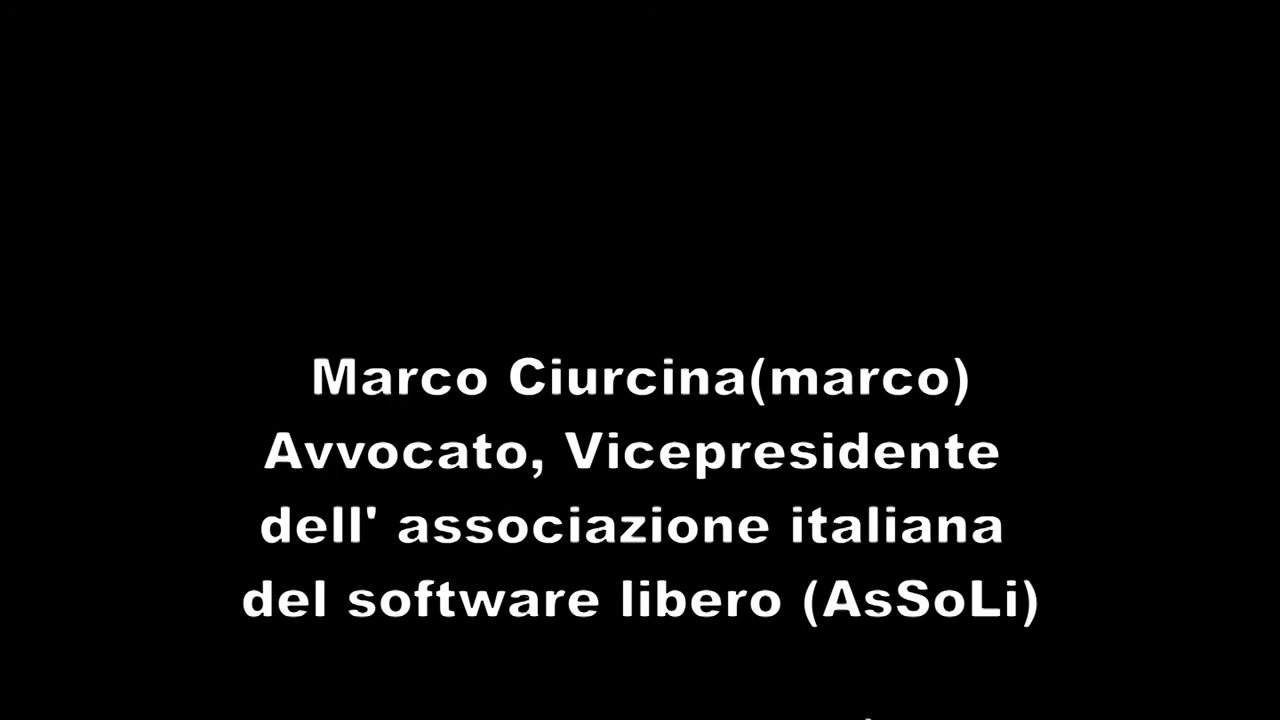 Marco Ciurcina(marco)
Avvocato, Vicepresidente
dell' associazione italiana
del software libero (AsSoLi)